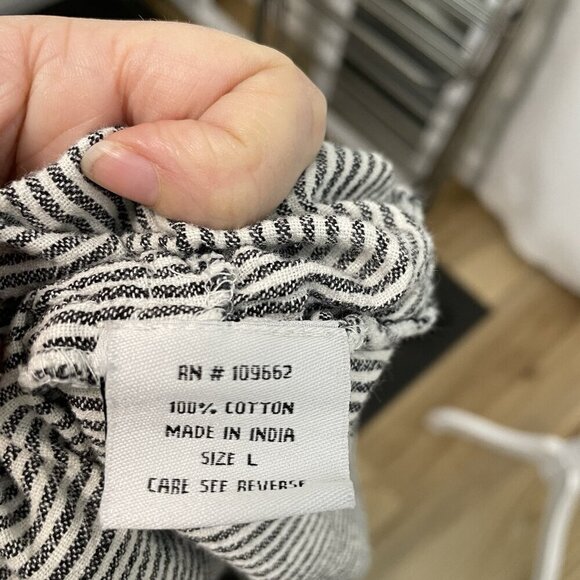 RN # 109662
100% COTTON
MADE IN INDIA
SIZE L
CARE SEE REVERSE